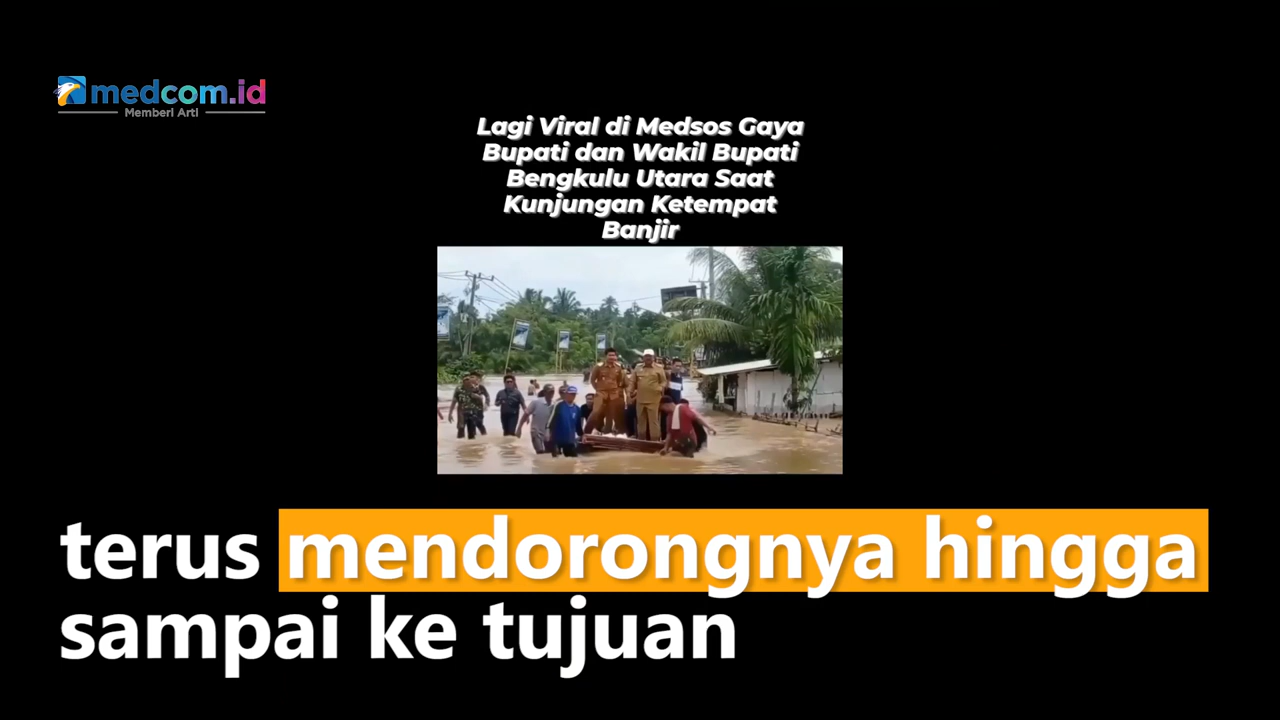 medcom.id
Memberi Arti
Lagi Viral di Medsos Gaya
Bupati dan Wakil Bupati
Bengkulu Utara Saat
Kunjungan Ketempat
Banjir
terus mendorongnya hingga
sampai ke tujuan